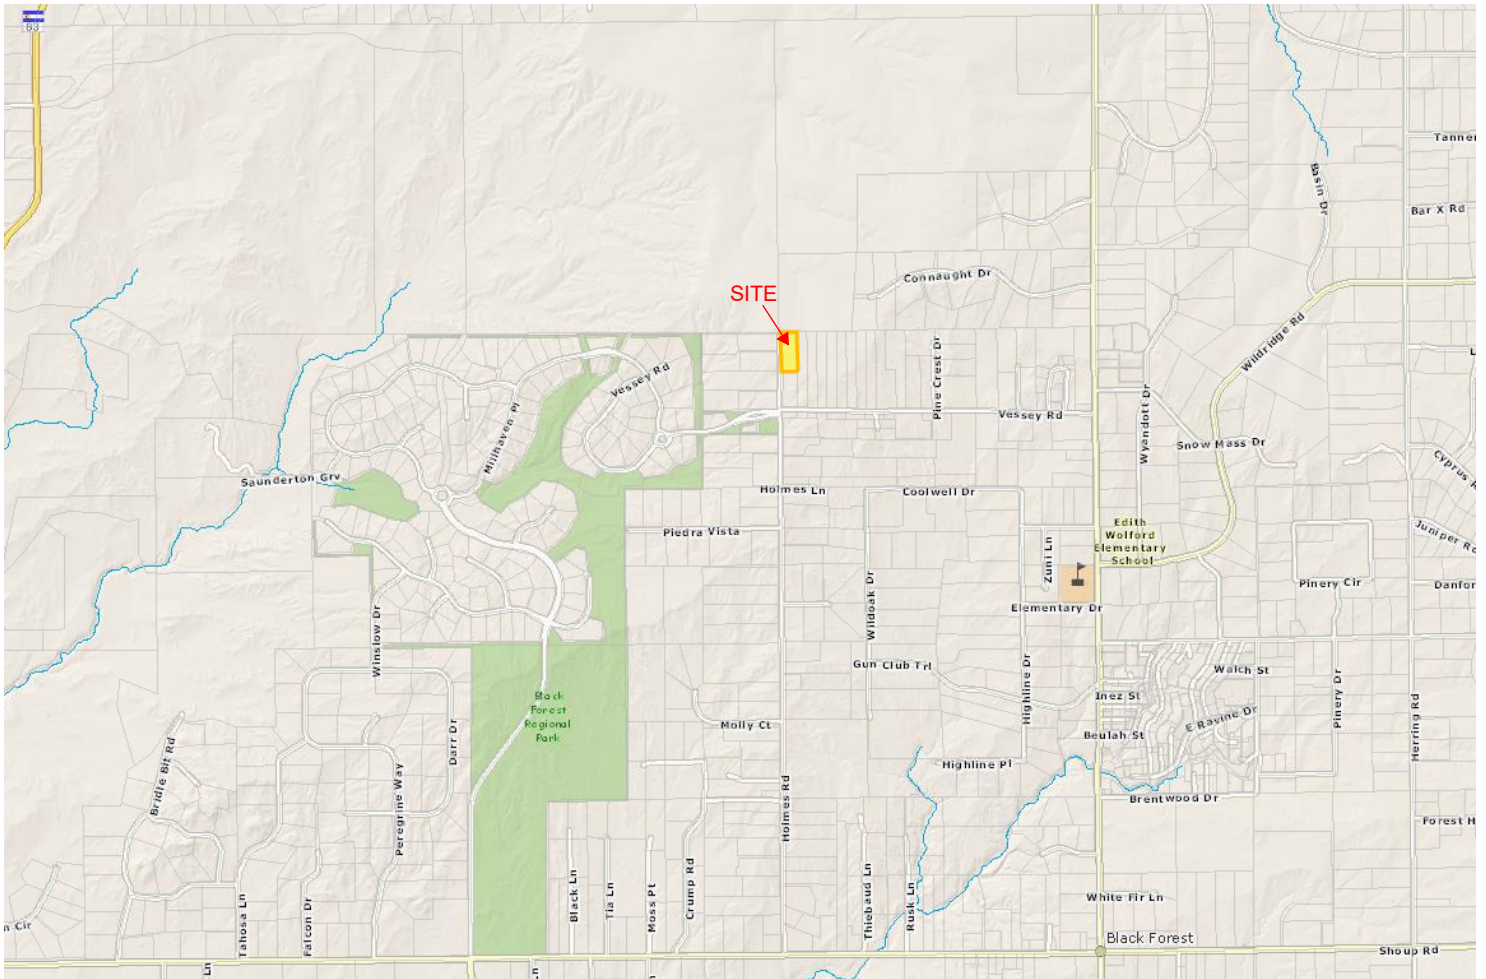 83
Tanner
Basin Dr
Bar X Rd
Connaught Dr
SITE
Wildridge Rd
Vessey Rd
Pine Crest Dr
Millhaven Pl
Vessey Rd
Wyandott Dr
Snow Mass Dr
Cyprus R
Saunderton Grv
Holmes Ln
Coolwell Dr
Piedra Vista
Edith
Wolford
Elementary
School
Juniper Rd
Zuni Ln
Pinery Cir
Danfor
Wildoak Dr
Elementary Dr
Winslow Dr
Gun Club Trl
Highline Dr
Walch St
Inez St
Black
Forest
Regional
Park
Molly Ct
E Ravine Dr
Pinery Dr
Herring Rd
Beulah St
Darr Dr
Highline Pl
Bridle Bit Rd
Peregrine Way
Holmes Rd
Brentwood Dr
Forest H
Tahosa Ln
Falcon Dr
Black Ln
Tia Ln
Moss Pt
Crump Rd
Thiebaud Ln
Rusk Ln
White Fir Ln
n Cir
Black Forest
Shoup Rd
Ln
Ln